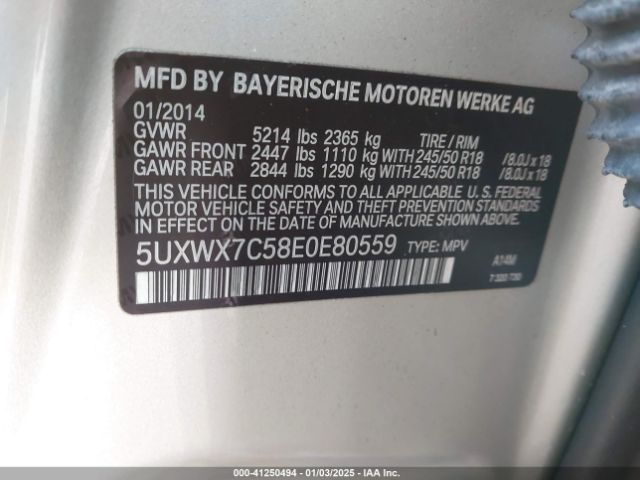 MFD BY BAYERISCHE MOTOREN WERKE AG
01/2014
GVWR 5214 lbs 2365 kg TIRE / RIM
GAWR FRONT 2447 lbs 1110 kg WITH 245/50 R18 /8.0J x 18
GAWR REAR 2844 lbs 1290 kg WITH 245/50 R18 /8.0J x 18
THIS VEHICLE CONFORMS TO ALL APPLICABLE U. S. FEDERAL
MOTOR VEHICLE SAFETY AND THEFT PREVENTION STANDARDS
IN EFFECT ON THE DATE OF MANUFACTURE SHOWN ABOVE.
5UXWX7C58E0E80559 TYPE: MPV
A14M
000-41250494 - 01/03/2025 - IAA Inc.